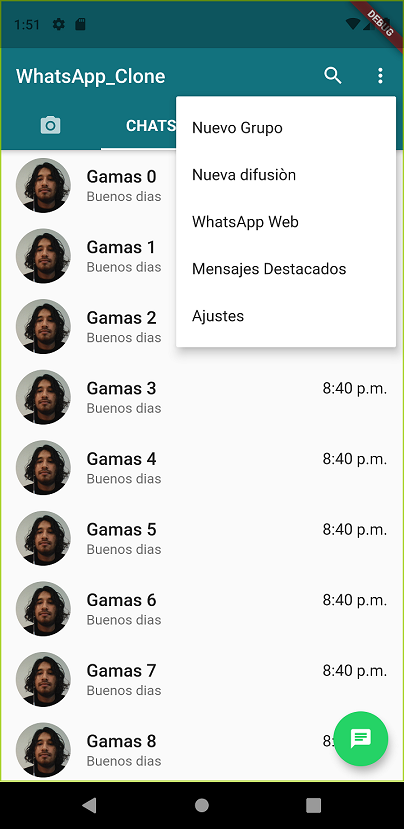 1:51
DEBUG
WhatsApp_Clone
CHATS
Nuevo Grupo
Nueva difusiòn
WhatsApp Web
Mensajes Destacados
Ajustes
Gamas 0
Buenos dias
Gamas 1
Buenos dias
Gamas 2
Buenos dias
Gamas 3
8:40 p.m.
Buenos dias
Gamas 4
8:40 p.m.
Buenos dias
Gamas 5
8:40 p.m.
Buenos dias
Gamas 6
8:40 p.m.
Buenos dias
Gamas 7
8:40 p.m.
Buenos dias
Gamas 8
8:
Buenos dias